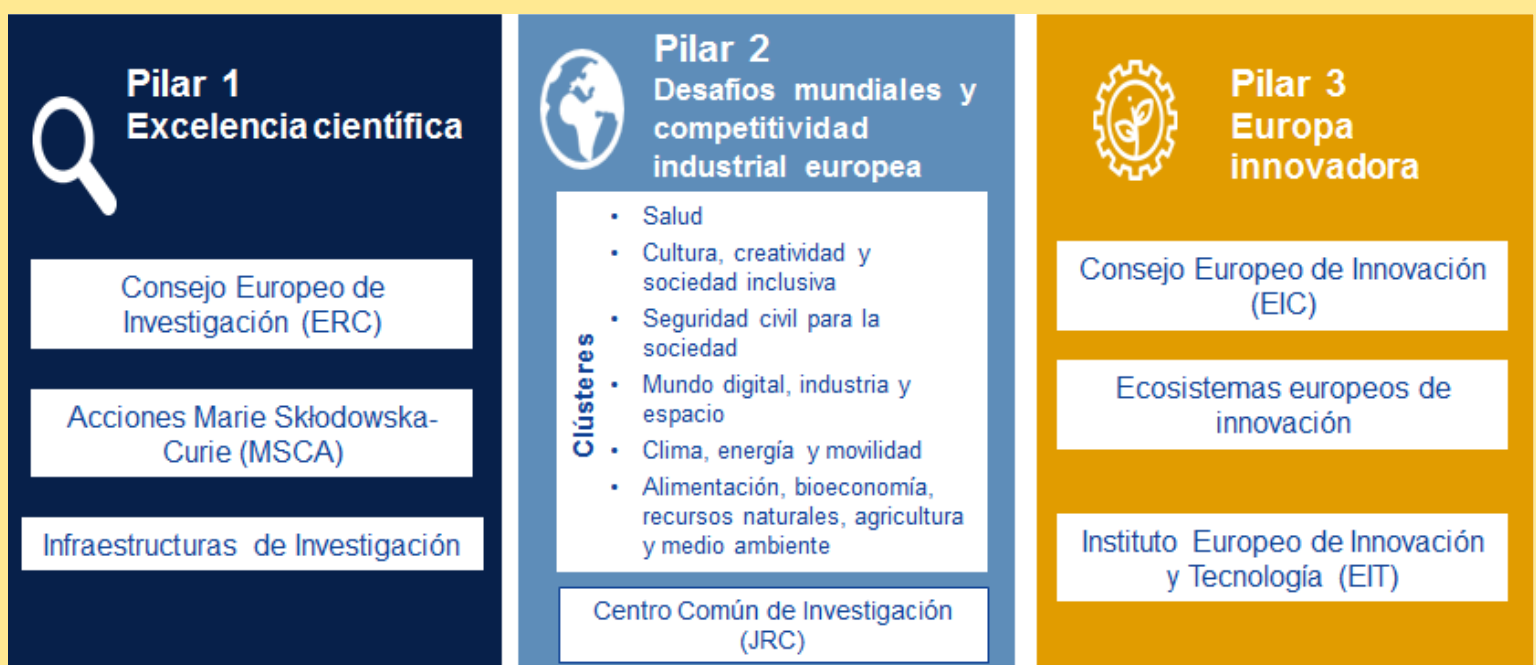 Pilar 1
Excelencia científica
Consejo Europeo de
Investigación (ERC)
Acciones Marie Skłodowska-
Curie (MSCA)
Infraestructuras de Investigación
Pilar 2
Desafíos mundiales y
competitividad
industrial europea
Clústeres
• Salud
• Cultura, creatividad y
sociedad inclusiva
• Seguridad civil para la
sociedad
• Mundo digital, industria y
espacio
• Clima, energía y movilidad
• Alimentación, bioeconomía,
recursos naturales, agricultura
y medio ambiente
Centro Común de Investigación
(JRC)
Pilar 3
Europa
innovadora
Consejo Europeo de Innovación
(EIC)
Ecosistemas europeos de
innovación
Instituto Europeo de Innovación
y Tecnología (EIT)